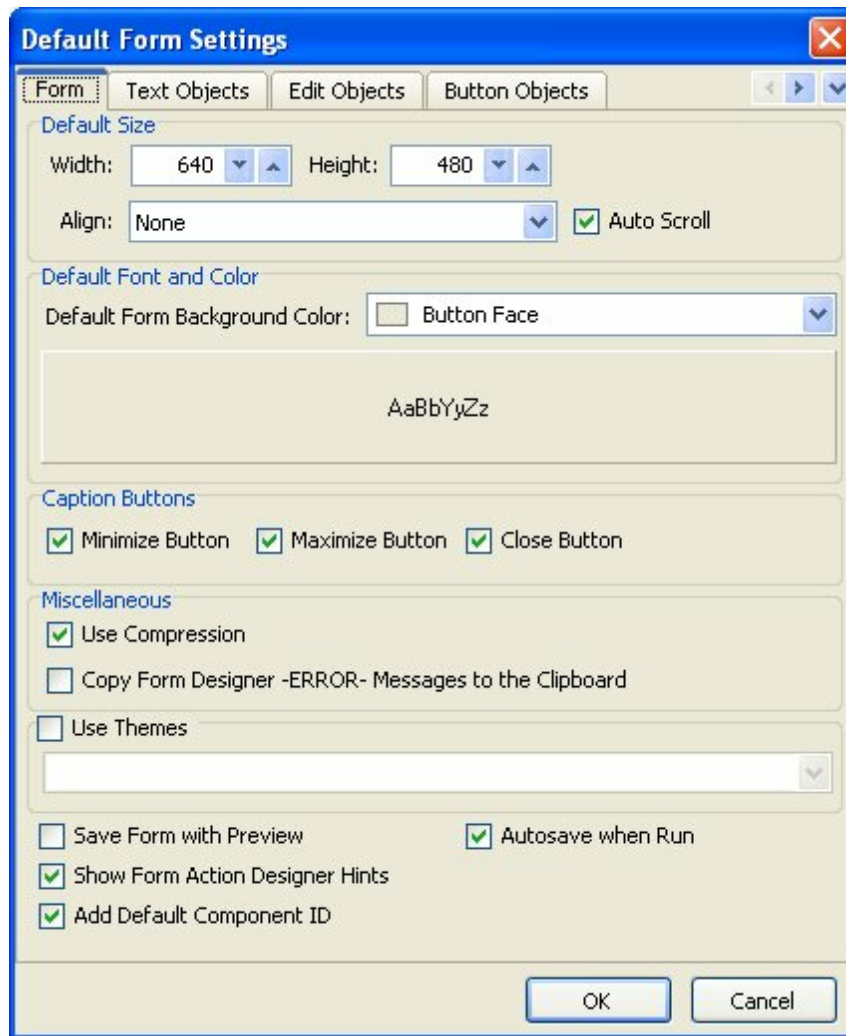 Default Form Settings
Form Text Objects Edit Objects Button Objects
Default Size
Width: 640 Height: 480
Align: None Auto Scroll
Default Font and Color
Default Form Background Color: Button Face
AaBbYyZz
Caption Buttons
Minimize Button Maximize Button Close Button
Miscellaneous
Use Compression
Copy Form Designer -ERROR- Messages to the Clipboard
Use Themes
Save Form with Preview Autosave when Run
Show Form Action Designer Hints
Add Default Component ID
OK Cancel